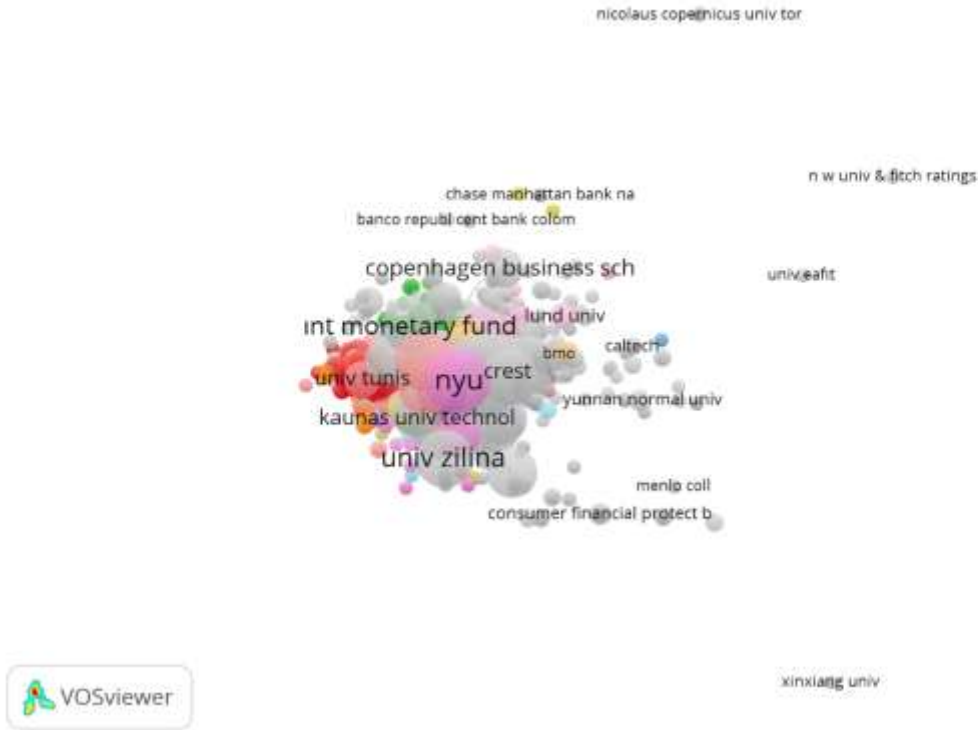 nicolaus copernicus univ tor
n w univ & fitch ratings
chase manhattan bank na
banco republ cent bank colom
copenhagen business sch
univ eafit
lund univ
int monetary fund
caltech
bmo
crest
univ tunis
nyu
yunnan normal univ
kaunas univ technol
univ zilina
menlo coll
consumer financial protect b
xinxiang univ
VOSviewer